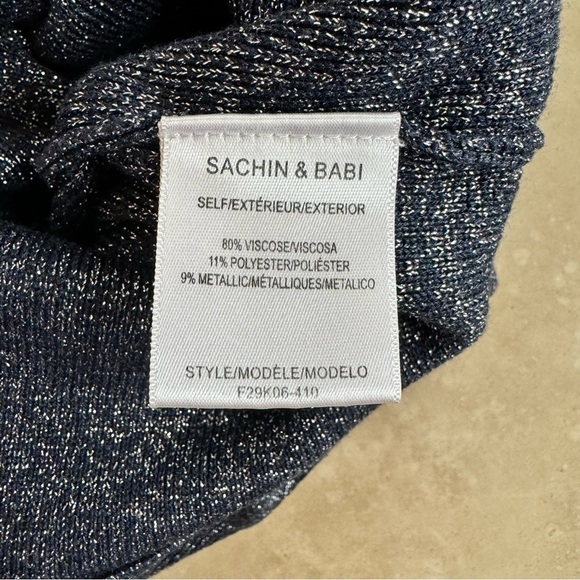 SACHIN & BABI
SELF/EXTÉRIEUR/EXTERIOR
80% VISCOSE/VISCOSA
11% POLYESTER/POLIÉSTER
9% METALLIC/MÉTALLIQUES/METALICO
STYLE/MODÈLE/MODELO
F29K06-410